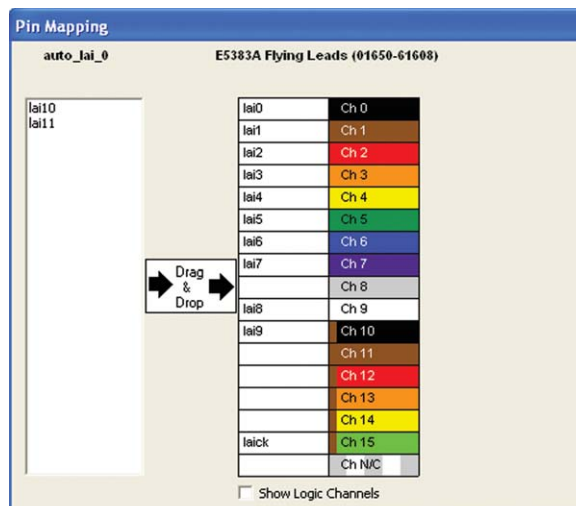 Pin Mapping
auto_lai_0
E5383A Flying Leads (01650-61608)
lai10
lai11
Drag
&
Drop
lai0 Ch 0
lai1 Ch 1
lai2 Ch 2
lai3 Ch 3
lai4 Ch 4
lai5 Ch 5
lai6 Ch 6
lai7 Ch 7
Ch 8
lai8 Ch 9
lai9 Ch 10
Ch 11
Ch 12
Ch 13
Ch 14
laick Ch 15
Ch N/C
Show Logic Channels